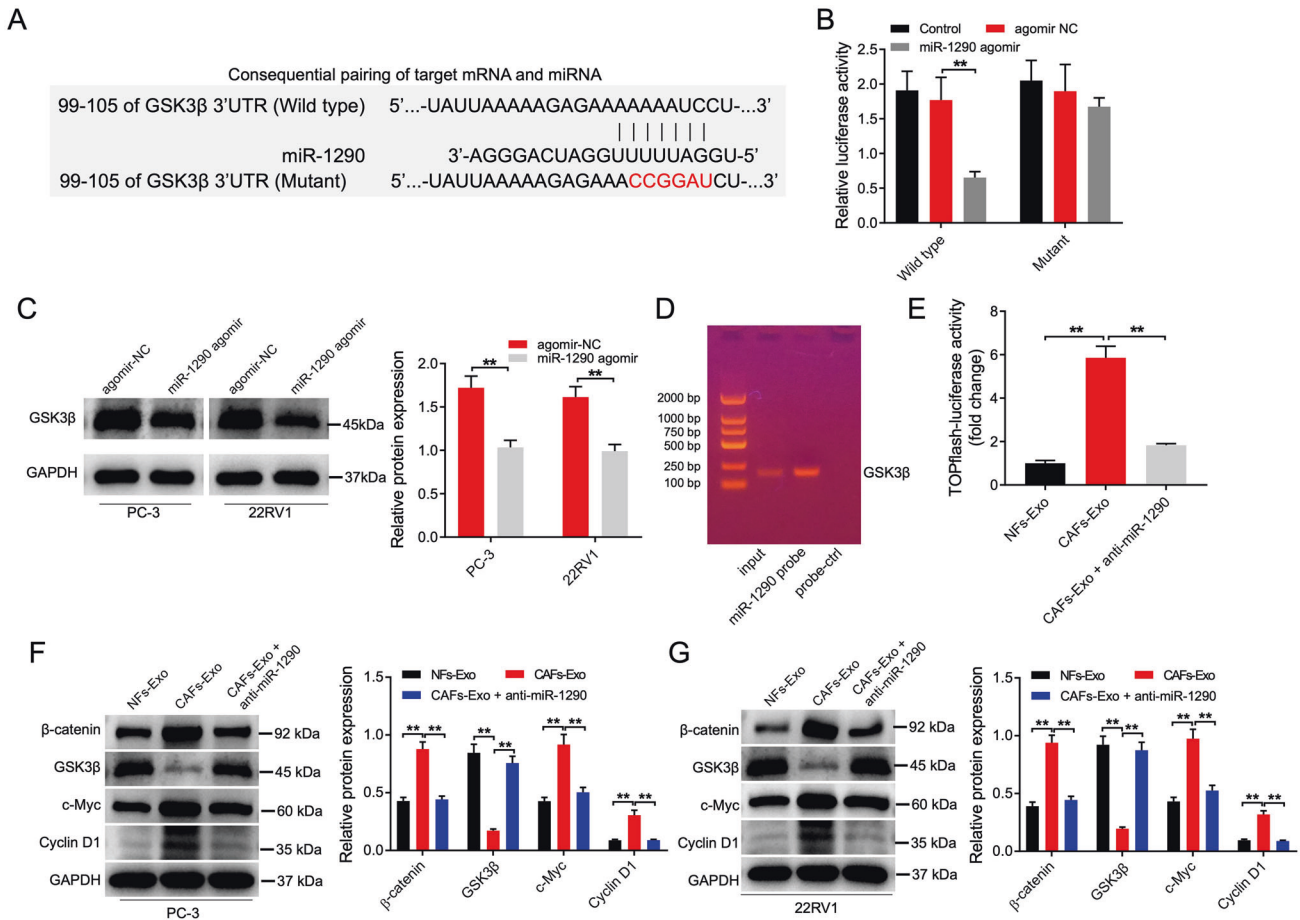 A
Consequential pairing of target mRNA and miRNA
99-105 of GSK3β 3’UTR (Wild type) 5’...-UAUUAAAAAGAGAAAAAAAUCCU-...3’
miR-1290 3’-AGGGACUAGGUUUUUAGGU-5’
99-105 of GSK3β 3’UTR (Mutant) 5’...-UAUUAAAAAGAGAAACCGGAUCU-...3’
B
Control agomir NC
miR-1290 agomir
Relative luciferase activity
2.5
2.0
1.5
1.0
0.5
0.0
**
Wild type
Mutant
C
agomir-NC
miR-1290 agomir
agomir-NC
miR-1290 agomir
GSK3β
45kDa
GAPDH
37kDa
PC-3
22RV1
agomir-NC
miR-1290 agomir
Relative protein expression
2.0
1.5
1.0
0.5
0.0
**
**
PC-3
22RV1
D
2000 bp
1000 bp
750 bp
500 bp
250 bp
100 bp
GSK3β
input
miR-1290 probe
probe-ctrl
E
TOPflash-luciferase activity
(fold change)
8
6
4
2
0
**
**
NFs-Exo
CAFs-Exo
CAFs-Exo + anti-miR-1290
F
NFs-Exo
CAFs-Exo
CAFs-Exo +
anti-miR-1290
β-catenin
92 kDa
GSK3β
45 kDa
c-Myc
60 kDa
Cyclin D1
35 kDa
GAPDH
37 kDa
PC-3
NFs-Exo CAFs-Exo
CAFs-Exo + anti-miR-1290
Relative protein expression
1.5
1.0
0.5
0.0
** **
** **
** **
** **
β-catenin
GSK3β
c-Myc
Cyclin D1
G
NFs-Exo
CAFs-Exo
CAFs-Exo +
anti-miR-1290
β-catenin
92 kDa
GSK3β
45 kDa
c-Myc
60 kDa
Cyclin D1
35 kDa
GAPDH
37 kDa
22RV1
NFs-Exo CAFs-Exo
CAFs-Exo + anti-miR-1290
Relative protein expression
1.5
1.0
0.5
0.0
** **
** **
** **
** **
β-catenin
GSK3β
c-Myc
Cyclin D1